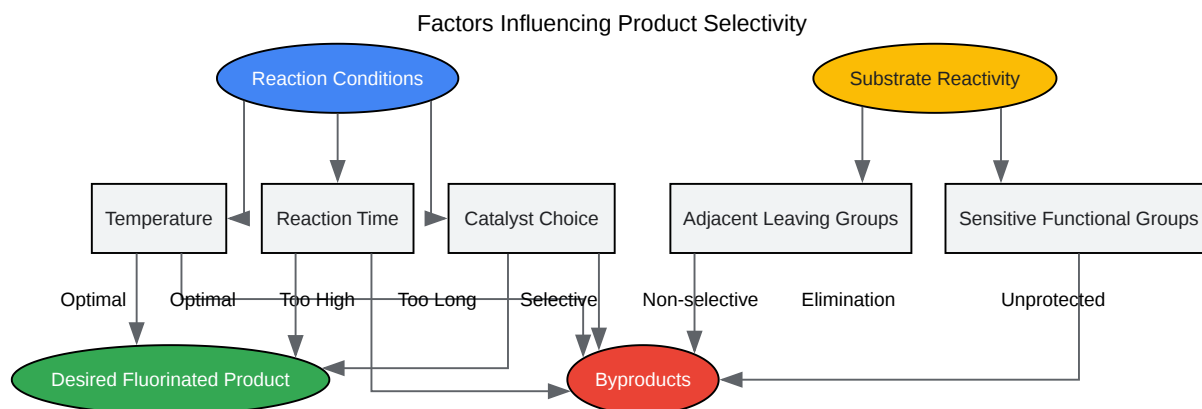 Factors Influencing Product Selectivity
Reaction Conditions
Substrate Reactivity
Temperature
Reaction Time
Catalyst Choice
Adjacent Leaving Groups
Sensitive Functional Groups
Optimal
Optimal
Too High
Too Long
Selective
Non-selective
Elimination
Unprotected
Desired Fluorinated Product
Byproducts